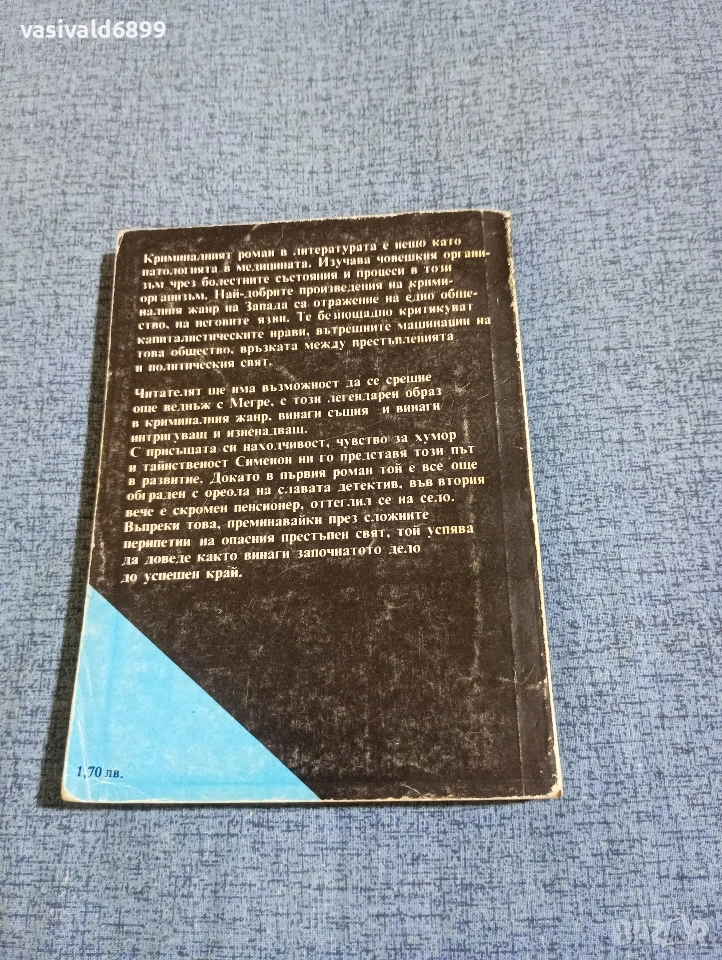 vasivald6899
Криминалният роман в литературата е нещо като
патологията в медицината. Изучава човешкия органи-
зъм чрез болестните състояния и процеси в този
организъм. Най-добрите произведения на крими-
налния жанр на Запада са отражение на едно обще-
ство, на неговите язви. Те безпощадно критикуват
капиталистическите нрави, вътрешните машинации на
това общество, връзката между престъпленията
и политическия свят.
Читателят ще има възможност да се срещне
още веднъж с Мегре, с този легендарен образ
в криминалния жанр, винаги същия и винаги
интригуващ и изненадващ.
С присъщата си находчивост, чувство за хумор
и тайнственост Сименон ни го представя този път
в развитие. Докато в първия роман той е все още
обграден с ореола на славата детектив, във втория
вече е скромен пенсионер, оттеглил се на село.
Въпреки това, преминавайки през сложните
перипетии на опасния престъпен свят, той успява
да доведе както винаги започнатото дело
до успешен край.
1,70 лв.
BAZAR